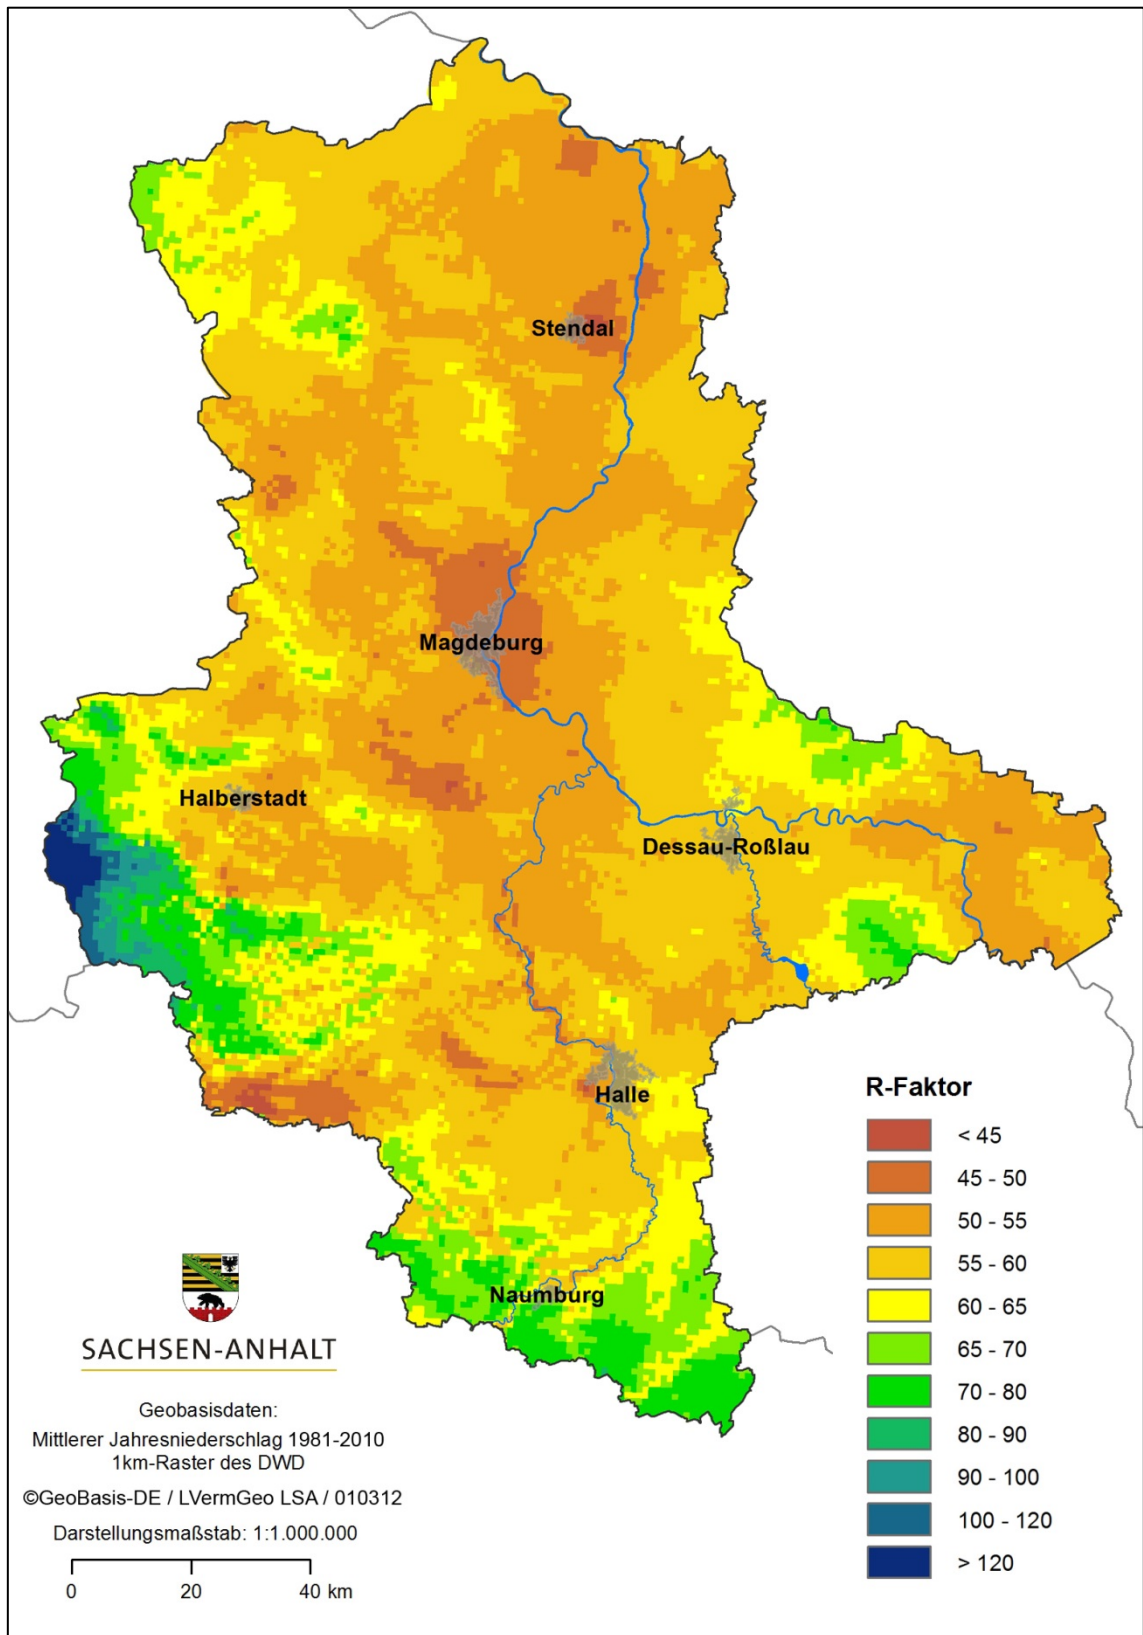 Stendal
Magdeburg
Halberstadt
Dessau-Roßlau
Halle
Naumburg
R-Faktor
< 45
45 - 50
50 - 55
55 - 60
60 - 65
65 - 70
70 - 80
80 - 90
90 - 100
100 - 120
> 120
SACHSEN-ANHALT
Geobasisdaten:
Mittlerer Jahresniederschlag 1981-2010
1km-Raster des DWD
©GeoBasis-DE / LVermGeo LSA / 010312
Darstellungsmaßstab: 1:1.000.000
0 20 40 km